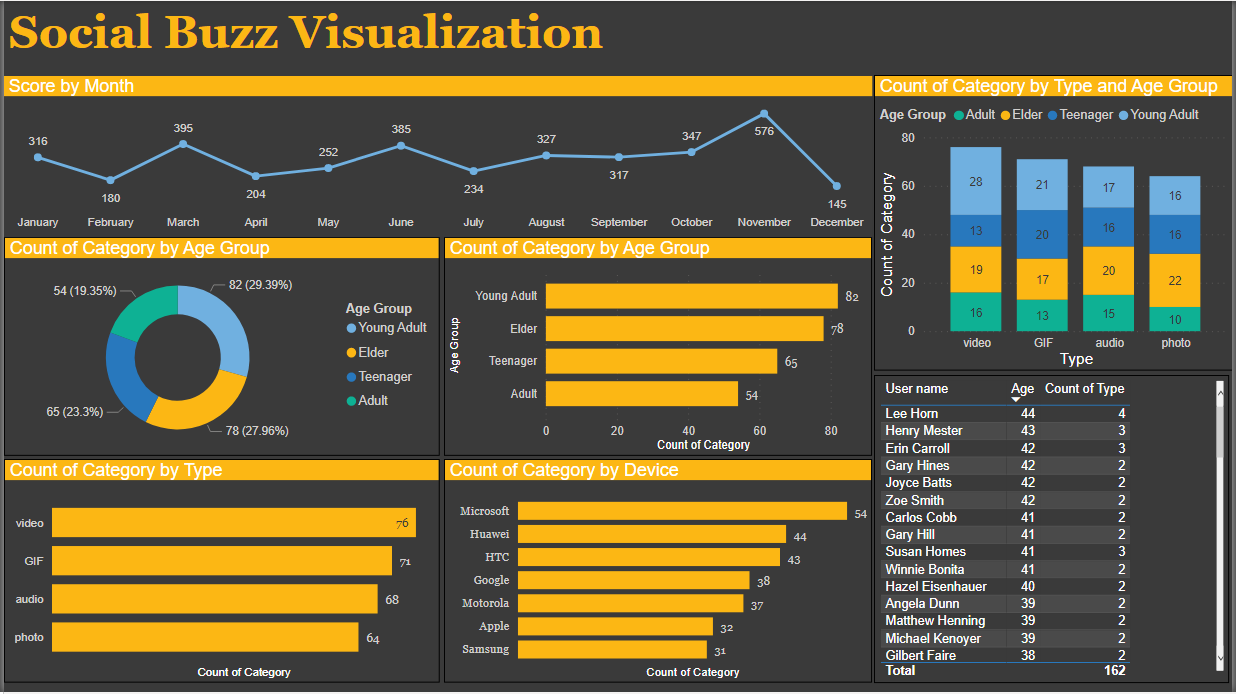 Social Buzz Visualization
Score by Month
316 180 395 204 252 385 234 327 317 347 576 145
January February March April May June July August September October November December
Count of Category by Type and Age Group
Age Group Adult Elder Teenager Young Adult
Count of Category
80
60
40
20
0
28 13 19 16
21 20 17 13
17 16 20 15
16 16 22 10
video GIF audio photo
Type
Count of Category by Age Group
54 (19.35%)
82 (29.39%)
65 (23.3%)
78 (27.96%)
Age Group
Young Adult
Elder
Teenager
Adult
Count of Category by Age Group
Age Group
Young Adult 82
Elder 78
Teenager 65
Adult 54
0 20 40 60 80
Count of Category
User name Age Count of Type
Lee Horn 44 4
Henry Mester 43 3
Erin Carroll 42 3
Gary Hines 42 2
Joyce Batts 42 2
Zoe Smith 42 2
Carlos Cobb 41 2
Gary Hill 41 2
Susan Homes 41 3
Winnie Bonita 41 2
Hazel Eisenhauer 40 2
Angela Dunn 39 2
Matthew Henning 39 2
Michael Kenoyer 39 2
Gilbert Faire 38 2
Total 162
Count of Category by Type
video 76
GIF 71
audio 68
photo 64
Count of Category
Count of Category by Device
Microsoft 54
Huawei 44
HTC 43
Google 38
Motorola 37
Apple 32
Samsung 31
Count of Category